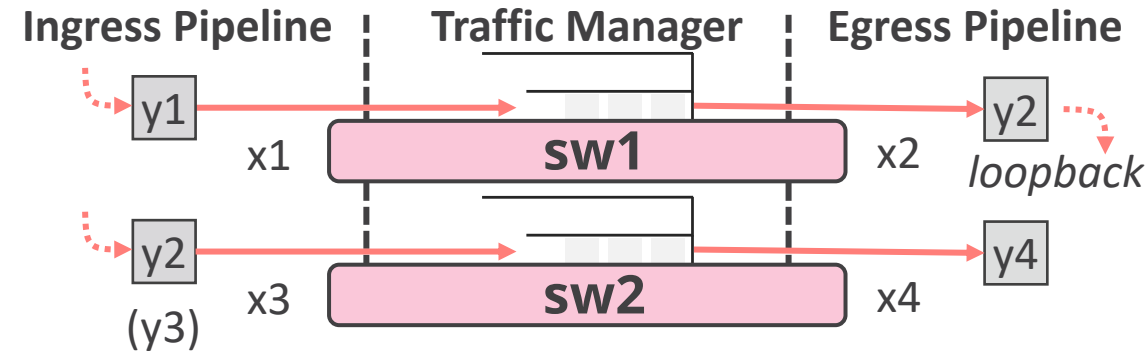 Ingress Pipeline Traffic Manager Egress Pipeline
y1 y2
x1 sw1 x2
loopback
y2 y4
x3 sw2 x4
(y3)